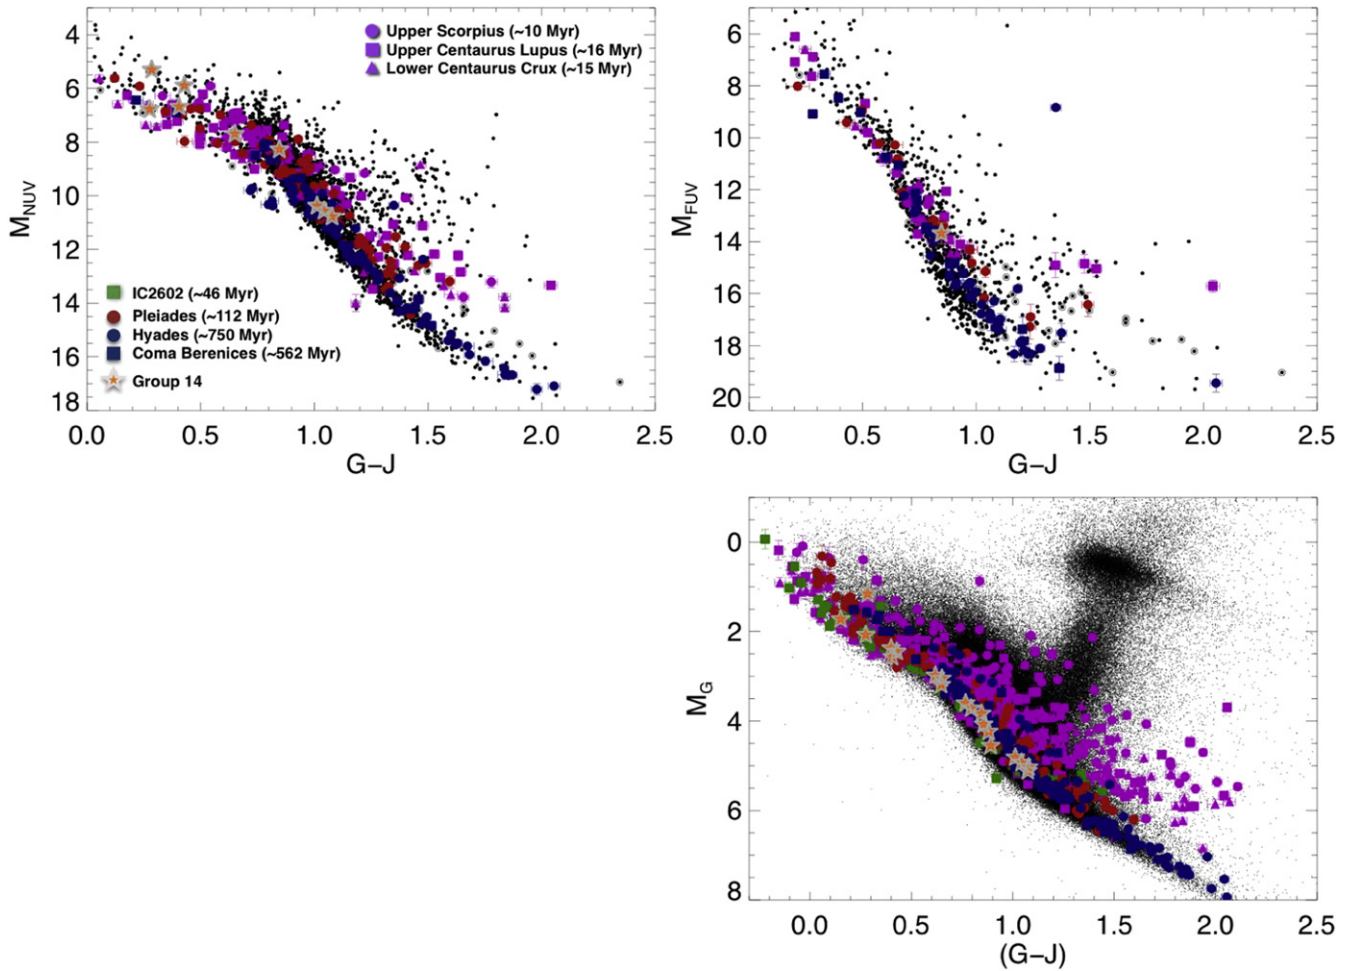 4
6
8
10
12
14
16
18
M_NUV
0.0 0.5 1.0 1.5 2.0 2.5
G−J
Upper Scorpius (~10 Myr)
Upper Centaurus Lupus (~16 Myr)
Lower Centaurus Crux (~15 Myr)
IC2602 (~46 Myr)
Pleiades (~112 Myr)
Hyades (~750 Myr)
Coma Berenices (~562 Myr)
Group 14
6
8
10
12
14
16
18
20
M_FUV
0.0 0.5 1.0 1.5 2.0 2.5
G−J
0
2
4
6
8
M_G
0.0 0.5 1.0 1.5 2.0 2.5
(G−J)